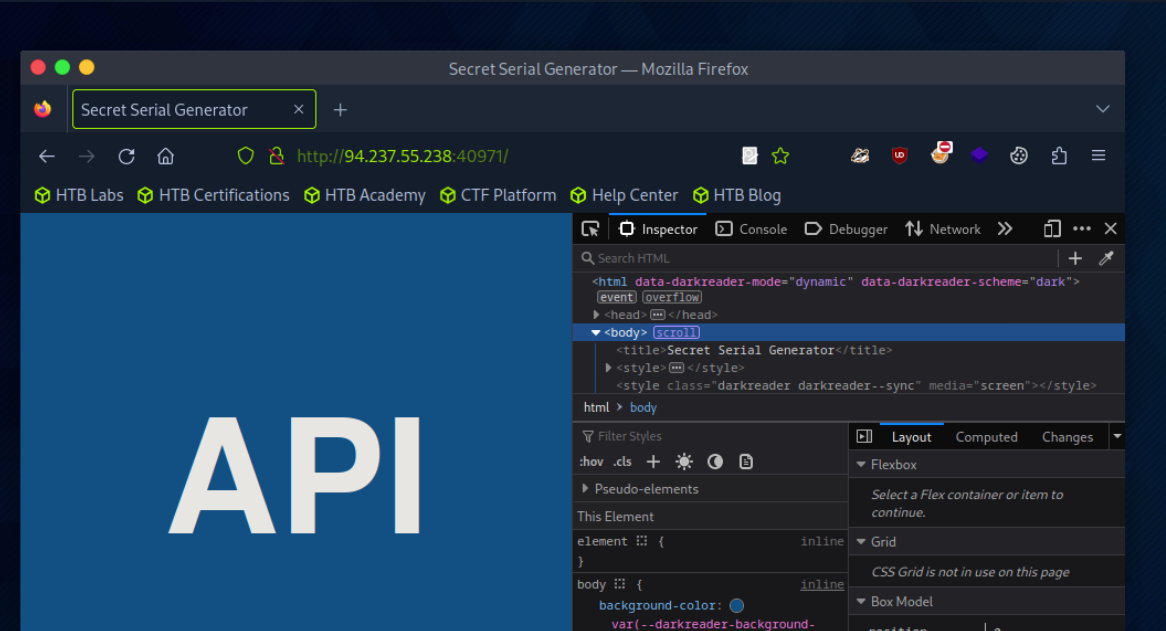 Secret Serial Generator — Mozilla Firefox
Secret Serial Generator
http://94.237.55.238:40971/
HTB Labs HTB Certifications HTB Academy CTF Platform Help Center HTB Blog
API
Inspector Console Debugger Network
Search HTML
<html data-darkreader-mode="dynamic" data-darkreader-scheme="dark">
event overflow
<head></head>
<body> scroll
<title>Secret Serial Generator</title>
<style></style>
<style class="darkreader darkreader--sync" media="screen"></style>
html > body
Filter Styles
:hov .cls
Pseudo-elements
This Element
element { inline
}
body { inline
background-color:
var(--darkreader-background-
Layout Computed Changes
Flexbox
Select a Flex container or item to
continue.
Grid
CSS Grid is not in use on this page
Box Model